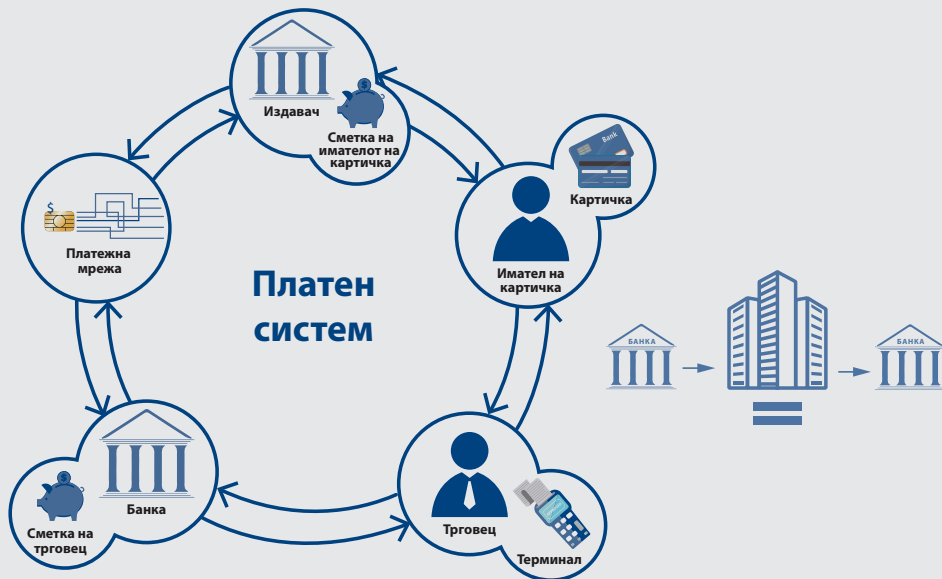 Издавач
Сметка на
имателот на
картичка
Bank
Картичка
$
Платежна
мрежа
Имател на
картичка
Платен
систем
БАНКА
БАНКА
Банка
Сметка на
трговец
Трговец
Терминал